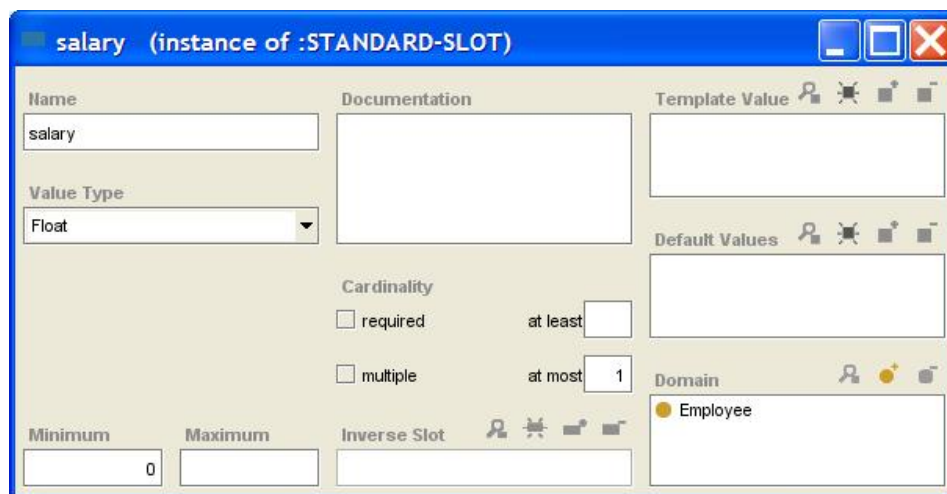 salary (instance of :STANDARD-SLOT)
Name
salary
Value Type
Float
Minimum
0
Maximum
Documentation
Cardinality
required at least
multiple at most 1
Inverse Slot
Template Value
Default Values
Domain
Employee